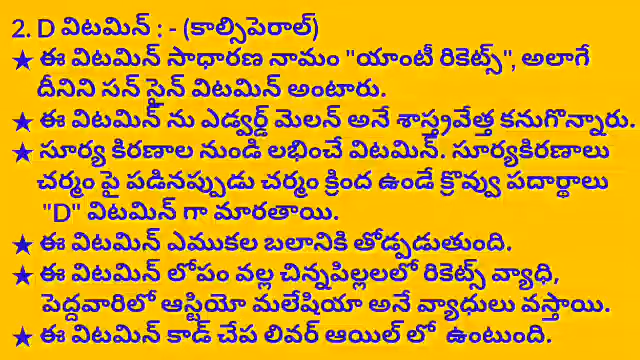 2. D విటమిన్ : - (కాల్సిపెరాల్)
★ ఈ విటమిన్ సాధారణ నామం "యాంటీ రికెట్స్", అలాగే
దీనిని సన్ సైన్ విటమిన్ అంటారు.
★ ఈ విటమిన్ ను ఎడ్వర్డ్ మెలన్ అనే శాస్త్రవేత్త కనుగొన్నారు.
★ సూర్య కిరణాల నుండి లభించే విటమిన్. సూర్యకిరణాలు
చర్మం పై పడినప్పుడు చర్మం క్రింద ఉండే క్రొవ్వు పదార్థాలు
"D" విటమిన్ గా మారతాయి.
★ ఈ విటమిన్ ఎముకల బలానికి తోడ్పడుతుంది.
★ ఈ విటమిన్ లోపం వల్ల చిన్నపిల్లలలో రికెట్స్ వ్యాధి,
పెద్దవారిలో ఆస్టియో మలేషియా అనే వ్యాధులు వస్తాయి.
★ ఈ విటమిన్ కాడ్ చేప లివర్ ఆయిల్ లో ఉంటుంది.